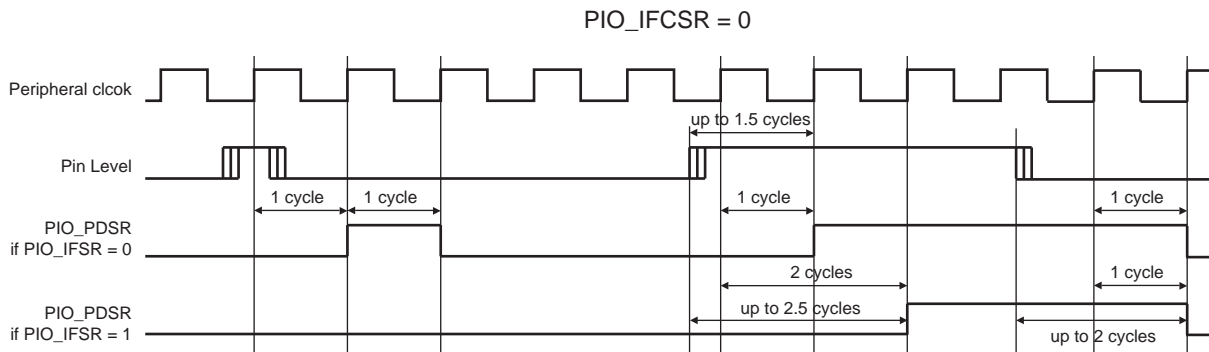 PIO_IFCSR = 0
Peripheral clcok
up to 1.5 cycles
Pin Level
1 cycle
1 cycle
1 cycle
1 cycle
PIO_PDSR
if PIO_IFSR = 0
2 cycles
1 cycle
PIO_PDSR
if PIO_IFSR = 1
up to 2.5 cycles
up to 2 cycles